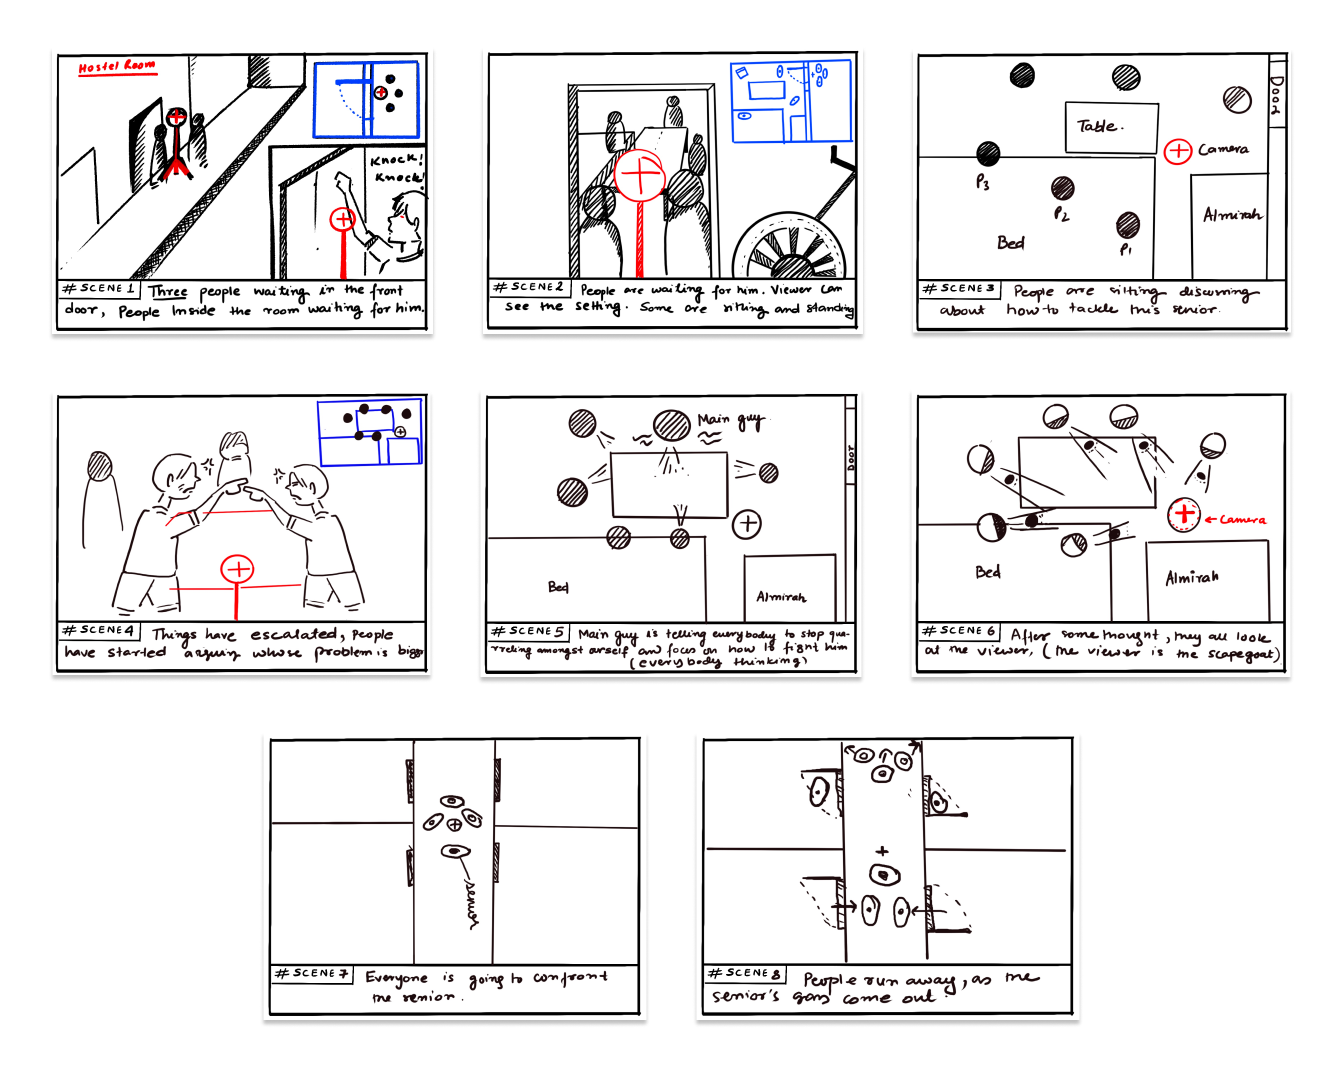 Hostel Room
Knock!
Knock!
# SCENE 1 Three people waiting in the front
door, People Inside the room waiting for him.
# SCENE 2 People are waiting for him. Viewer can
see the setting. Some are sitting and standing
Door
Table.
Camera
P3
P2
P1
Almirah
Bed
# SCENE 3 People are sitting discussing
about how to tackle this senior.
# SCENE 4 Things have escalated, People
have started arguing whose problem is bigger
Main guy
Door
Bed
Almirah
# SCENE 5 Main guy is telling everybody to stop qua-
rreling amongst ourself and focus on how to fight him
(everybody thinking)
Camera
Bed
Almirah
# SCENE 6 After some thought, they all look
at the viewer, (the viewer is the scapegoat)
senior
# SCENE 7 Everyone is going to confront
the senior.
# SCENE 8 People run away, as the
senior's gang come out.